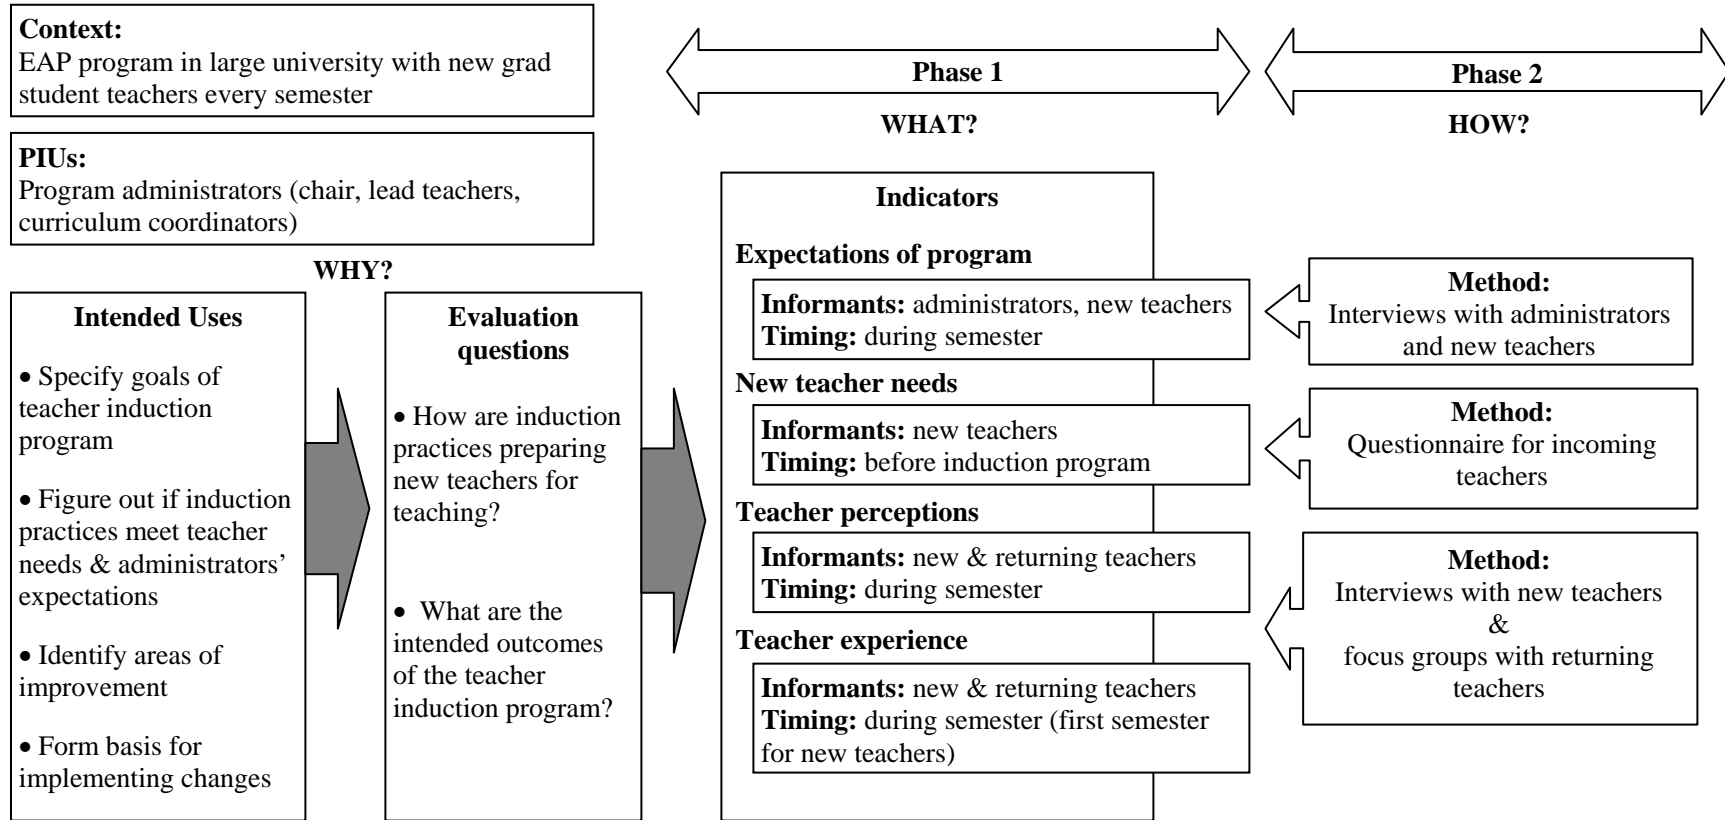 Context:
EAP program in large university with new grad
student teachers every semester
PIUs:
Program administrators (chair, lead teachers,
curriculum coordinators)
WHY?
Intended Uses
• Specify goals of
teacher induction
program
• Figure out if induction
practices meet teacher
needs & administrators’
expectations
• Identify areas of
improvement
• Form basis for
implementing changes
Evaluation
questions
• How are induction
practices preparing
new teachers for
teaching?
• What are the
intended outcomes
of the teacher
induction program?
Phase 1
WHAT?
Indicators
Expectations of program
Informants: administrators, new teachers
Timing: during semester
New teacher needs
Informants: new teachers
Timing: before induction program
Teacher perceptions
Informants: new & returning teachers
Timing: during semester
Teacher experience
Informants: new & returning teachers
Timing: during semester (first semester
for new teachers)
Phase 2
HOW?
Method:
Interviews with administrators
and new teachers
Method:
Questionnaire for incoming
teachers
Method:
Interviews with new teachers
&
focus groups with returning
teachers